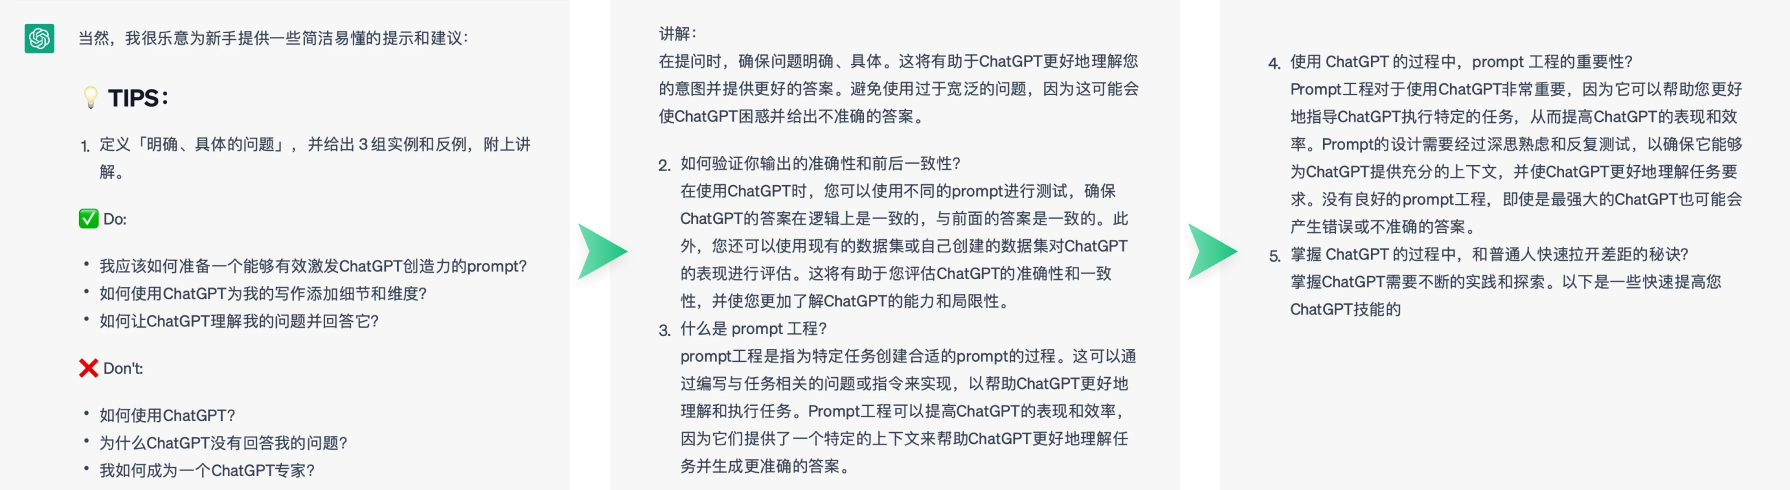 当然，我很乐意为新手提供一些简洁易懂的提示和建议：
💡 TIPS：
1. 定义「明确、具体的问题」，并给出 3 组实例和反例，附上讲
解。
✅ Do:
• 我应该如何准备一个能够有效激发ChatGPT创造力的prompt？
• 如何使用ChatGPT为我的写作添加细节和维度？
• 如何让ChatGPT理解我的问题并回答它？
❌ Don't:
• 如何使用ChatGPT？
• 为什么ChatGPT没有回答我的问题？
• 我如何成为一个ChatGPT专家？
讲解：
在提问时，确保问题明确、具体。这将有助于ChatGPT更好地理解您
的意图并提供更好的答案。避免使用过于宽泛的问题，因为这可能会
使ChatGPT困惑并给出不准确的答案。
2. 如何验证你输出的准确性和前后一致性？
在使用ChatGPT时，您可以使用不同的prompt进行测试，确保
ChatGPT的答案在逻辑上是一致的，与前面的答案是一致的。此
外，您还可以使用现有的数据集或自己创建的数据集对ChatGPT
的表现进行评估。这将有助于您评估ChatGPT的准确性和一致
性，并使您更加了解ChatGPT的能力和局限性。
3. 什么是 prompt 工程？
prompt工程是指为特定任务创建合适的prompt的过程。这可以通
过编写与任务相关的问题或指令来实现，以帮助ChatGPT更好地
理解和执行任务。Prompt工程可以提高ChatGPT的表现和效率，
因为它们提供了一个特定的上下文来帮助ChatGPT更好地理解任
务并生成更准确的答案。
4. 使用 ChatGPT 的过程中，prompt 工程的重要性？
Prompt工程对于使用ChatGPT非常重要，因为它可以帮助您更好
地指导ChatGPT执行特定的任务，从而提高ChatGPT的表现和效
率。Prompt的设计需要经过深思熟虑和反复测试，以确保它能够
为ChatGPT提供充分的上下文，并使ChatGPT更好地理解任务要
求。没有良好的prompt工程，即使是最强大的ChatGPT也可能会
产生错误或不准确的答案。
5. 掌握 ChatGPT 的过程中，和普通人快速拉开差距的秘诀？
掌握ChatGPT需要不断的实践和探索。以下是一些快速提高您
ChatGPT技能的